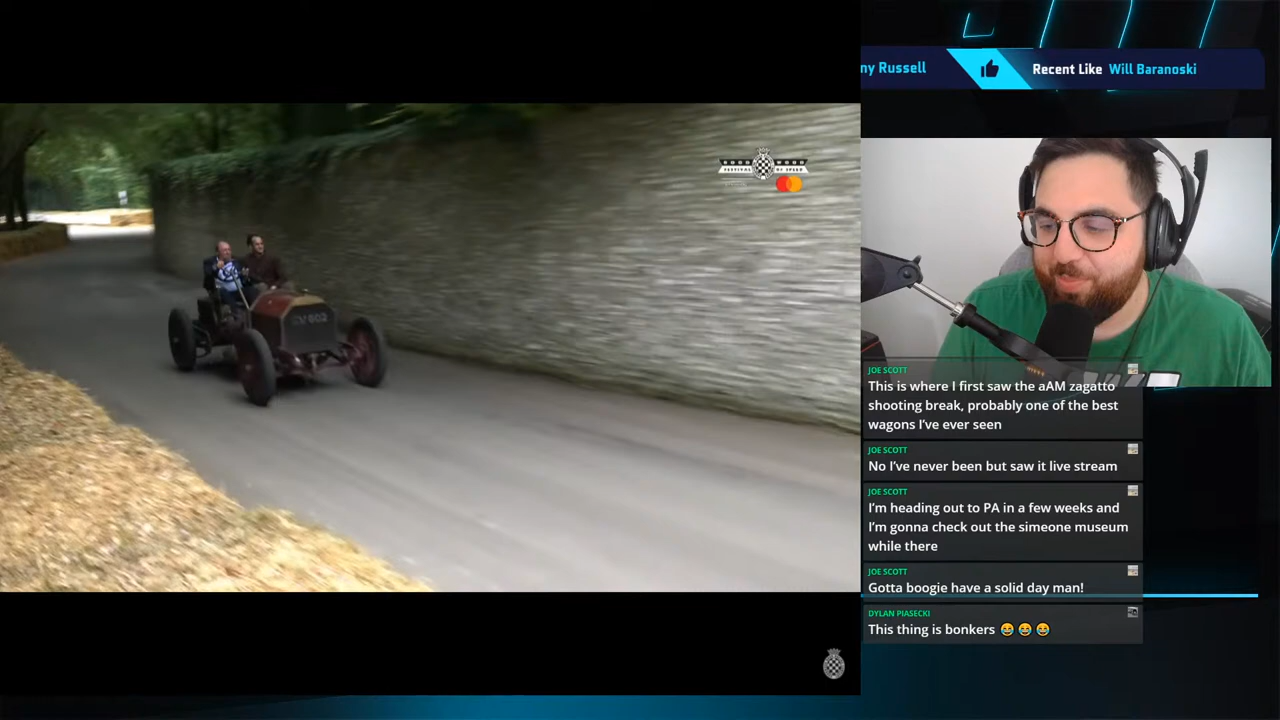 ny Russell
Recent Like Will Baranoski
FESTIVAL OF SPEED
JOE SCOTT
This is where I first saw the aAM zagatto
shooting break, probably one of the best
wagons I've ever seen
JOE SCOTT
No I've never been but saw it live stream
JOE SCOTT
I'm heading out to PA in a few weeks and
I'm gonna check out the simeone museum
while there
JOE SCOTT
Gotta boogie have a solid day man!
DYLAN PIASECKI
This thing is bonkers 😂 😂 😂